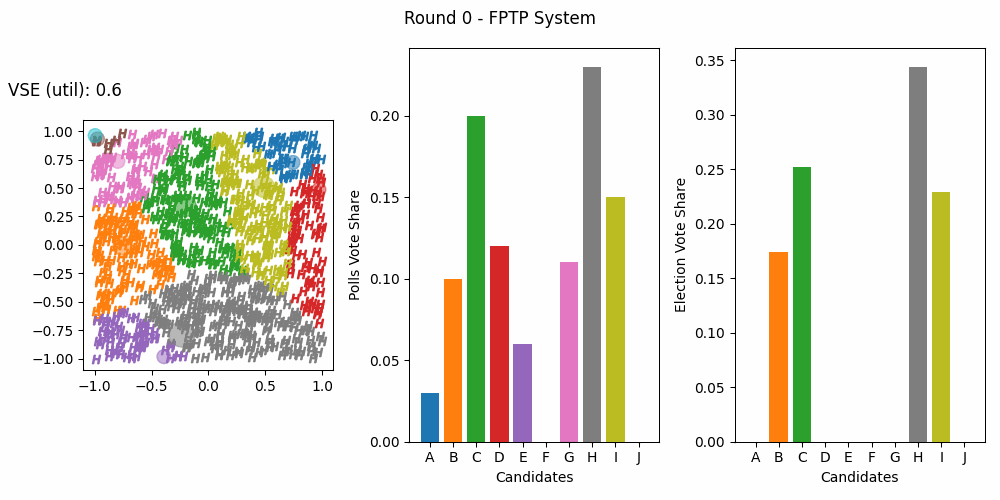 Round 0 - FPTP System
VSE (util): 0.6
1.00
0.75
0.50
0.25
0.00
−0.25
−0.50
−0.75
−1.00
−1.0 −0.5 0.0 0.5 1.0
Polls Vote Share
0.20
0.15
0.10
0.05
0.00
A B C D E F G H I J
Candidates
Election Vote Share
0.35
0.30
0.25
0.20
0.15
0.10
0.05
0.00
A B C D E F G H I J
Candidates